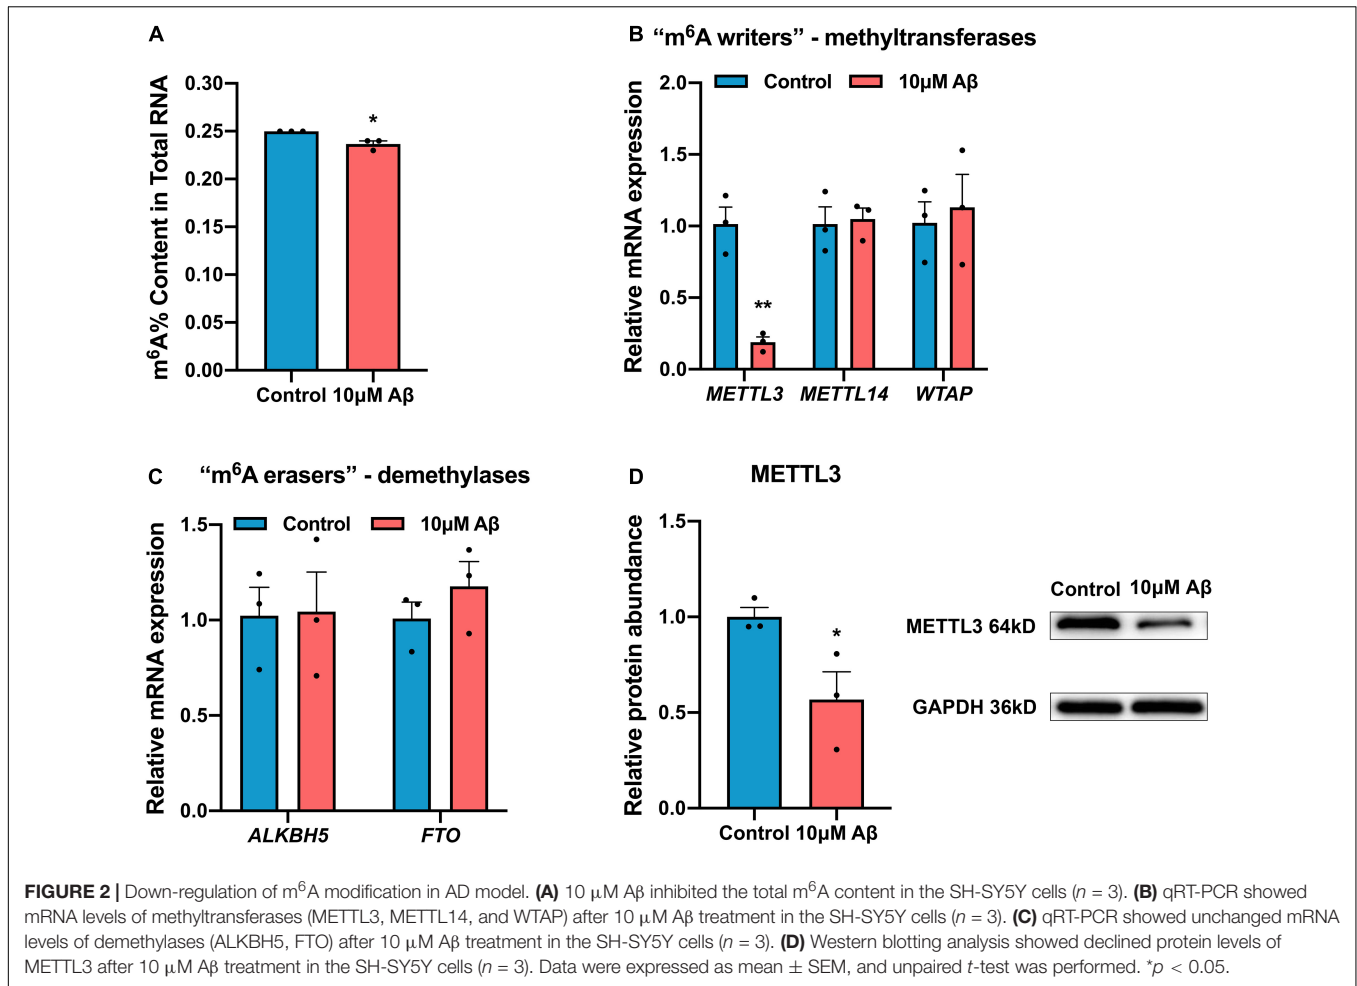 A
m⁶A% Content in Total RNA
0.30
0.25
0.20
0.15
0.10
0.05
0.00
*
Control 10μM Aβ
B "m⁶A writers" - methyltransferases
Control 10μM Aβ
Relative mRNA expression
2.0
1.5
1.0
0.5
0.0
**
METTL3 METTL14 WTAP
C "m⁶A erasers" - demethylases
Control 10μM Aβ
Relative mRNA expression
1.5
1.0
0.5
0.0
ALKBH5 FTO
D METTL3
Relative protein abundance
1.5
1.0
0.5
0.0
*
Control 10μM Aβ
Control 10μM Aβ
METTL3 64kD
GAPDH 36kD
FIGURE 2 | Down-regulation of m⁶A modification in AD model. (A) 10 μM Aβ inhibited the total m⁶A content in the SH-SY5Y cells (n = 3). (B) qRT-PCR showed
mRNA levels of methyltransferases (METTL3, METTL14, and WTAP) after 10 μM Aβ treatment in the SH-SY5Y cells (n = 3). (C) qRT-PCR showed unchanged mRNA
levels of demethylases (ALKBH5, FTO) after 10 μM Aβ treatment in the SH-SY5Y cells (n = 3). (D) Western blotting analysis showed declined protein levels of
METTL3 after 10 μM Aβ treatment in the SH-SY5Y cells (n = 3). Data were expressed as mean ± SEM, and unpaired t-test was performed. *p < 0.05.